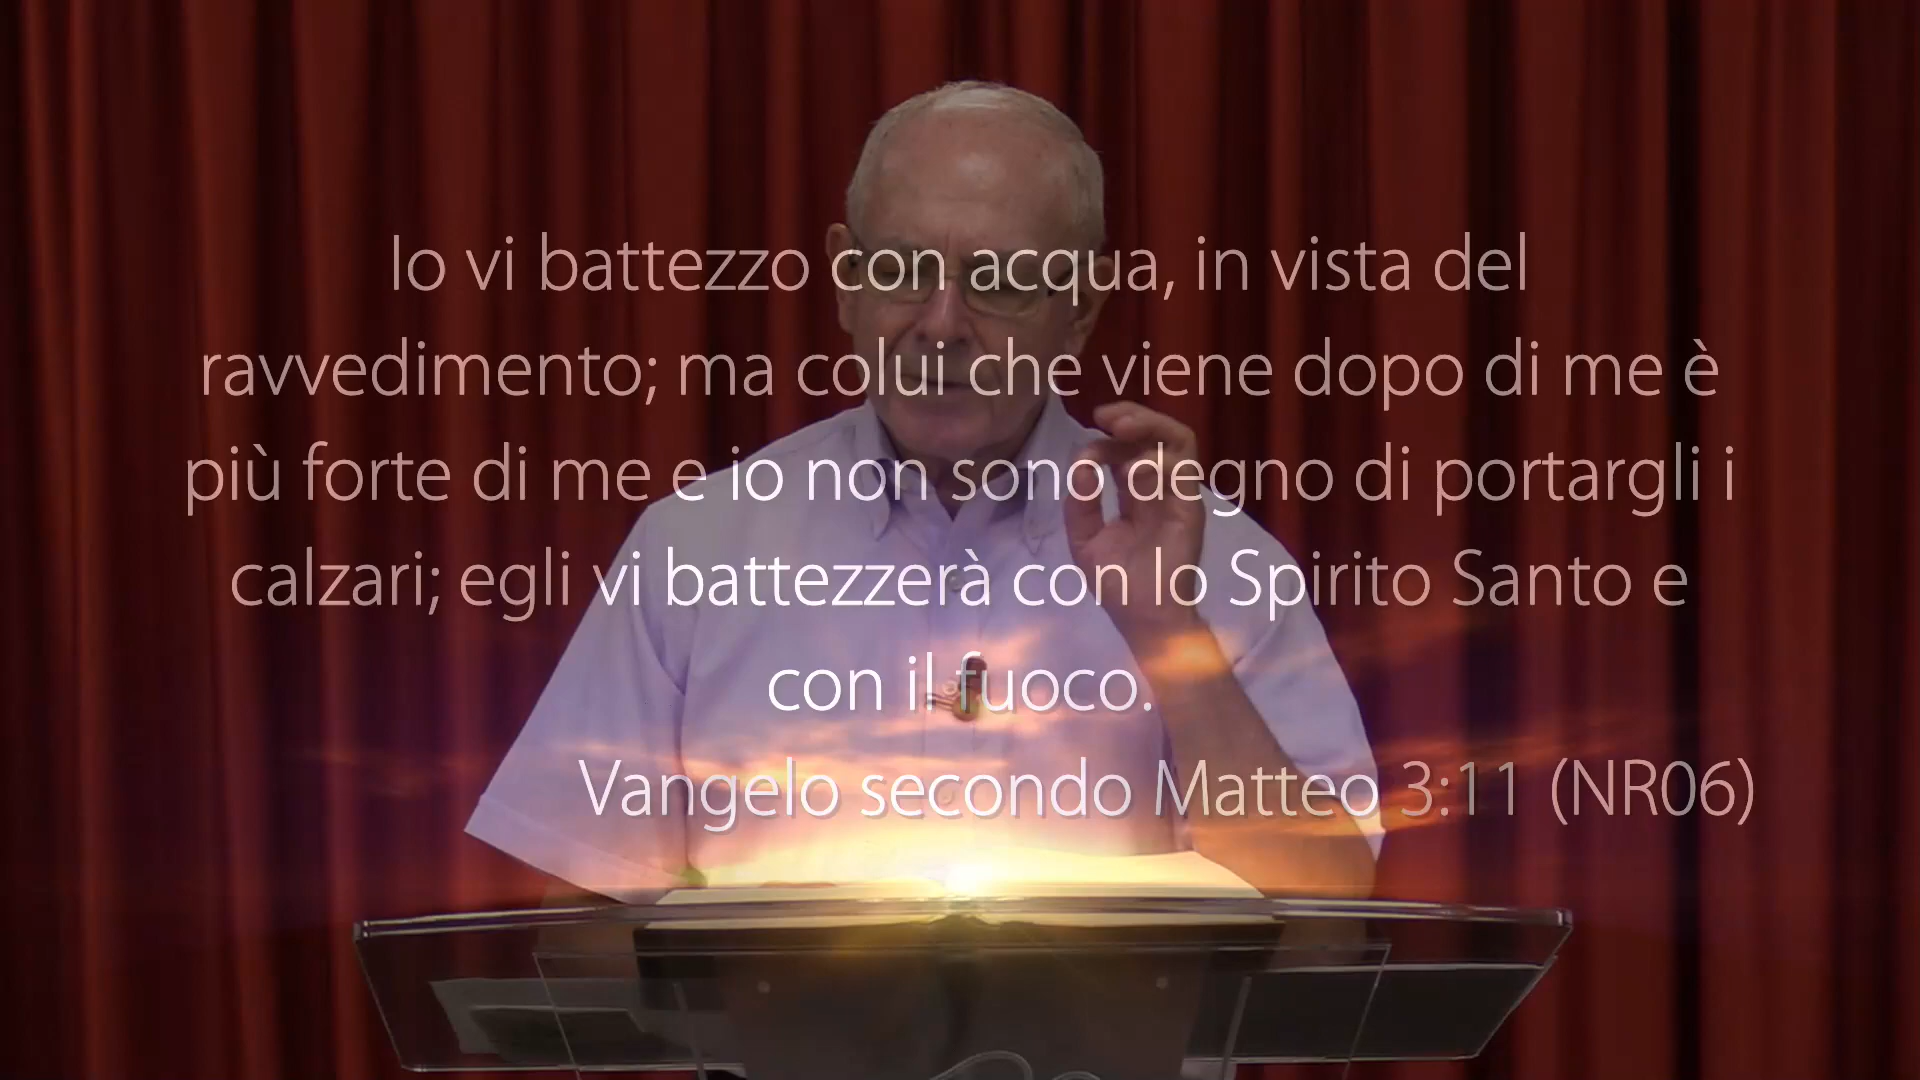 Io vi battezzo con acqua, in vista del
ravvedimento; ma colui che viene dopo di me è
più forte di me e io non sono degno di portargli i
calzari; egli vi battezzerà con lo Spirito Santo e
con il fuoco.
Vangelo secondo Matteo 3:11 (NR06)